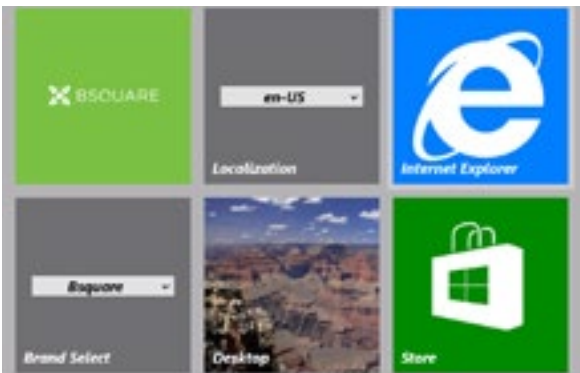 BSQUARE
en-US
Localization
Internet Explorer
Bsquare
Brand Select
Desktop
Store